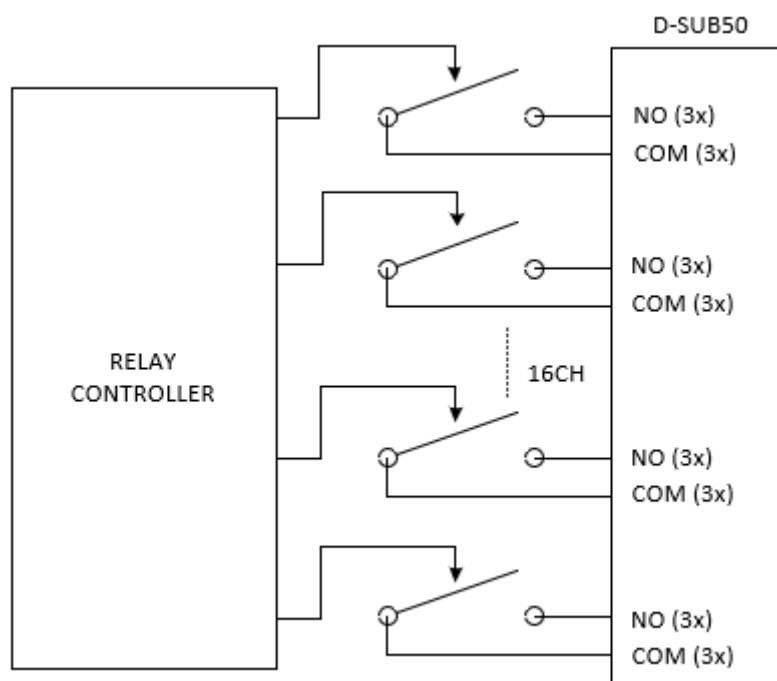 D-SUB50
NO (3x)
COM (3x)
NO (3x)
COM (3x)
RELAY
CONTROLLER
16CH
NO (3x)
COM (3x)
NO (3x)
COM (3x)